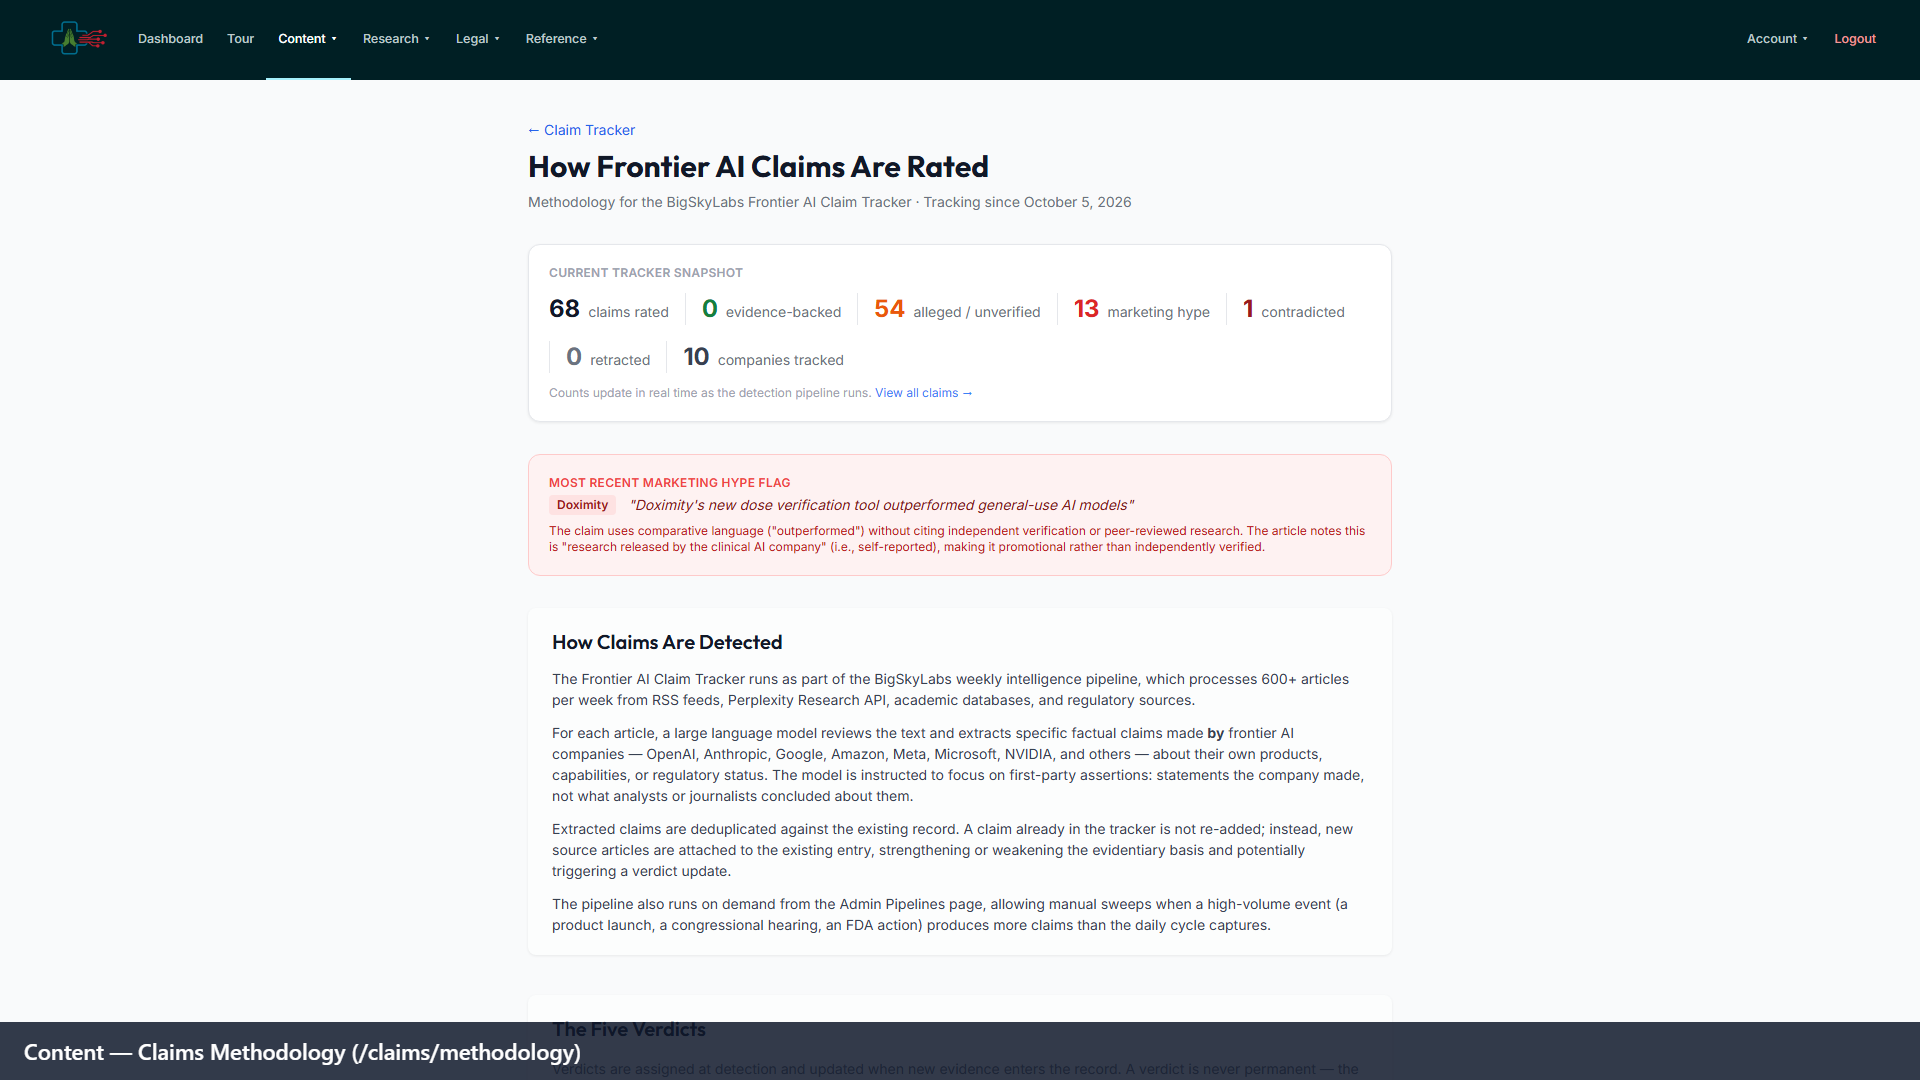 Dashboard Tour Content ▾ Research ▾ Legal ▾ Reference ▾ Account ▾ Logout
← Claim Tracker
How Frontier AI Claims Are Rated
Methodology for the BigSkyLabs Frontier AI Claim Tracker · Tracking since October 5, 2026
CURRENT TRACKER SNAPSHOT
68 claims rated 0 evidence-backed 54 alleged / unverified 13 marketing hype 1 contradicted
0 retracted 10 companies tracked
Counts update in real time as the detection pipeline runs. View all claims →
MOST RECENT MARKETING HYPE FLAG
Doximity "Doximity's new dose verification tool outperformed general-use AI models"
The claim uses comparative language ("outperformed") without citing independent verification or peer-reviewed research. The article notes this
is "research released by the clinical AI company" (i.e., self-reported), making it promotional rather than independently verified.
How Claims Are Detected
The Frontier AI Claim Tracker runs as part of the BigSkyLabs weekly intelligence pipeline, which processes 600+ articles
per week from RSS feeds, Perplexity Research API, academic databases, and regulatory sources.
For each article, a large language model reviews the text and extracts specific factual claims made by frontier AI
companies — OpenAI, Anthropic, Google, Amazon, Meta, Microsoft, NVIDIA, and others — about their own products,
capabilities, or regulatory status. The model is instructed to focus on first-party assertions: statements the company made,
not what analysts or journalists concluded about them.
Extracted claims are deduplicated against the existing record. A claim already in the tracker is not re-added; instead, new
source articles are attached to the existing entry, strengthening or weakening the evidentiary basis and potentially
triggering a verdict update.
The pipeline also runs on demand from the Admin Pipelines page, allowing manual sweeps when a high-volume event (a
product launch, a congressional hearing, an FDA action) produces more claims than the daily cycle captures.
The Five Verdicts
Content — Claims Methodology (/claims/methodology)
Verdicts are assigned at detection and updated when new evidence enters the record. A verdict is never permanent — the